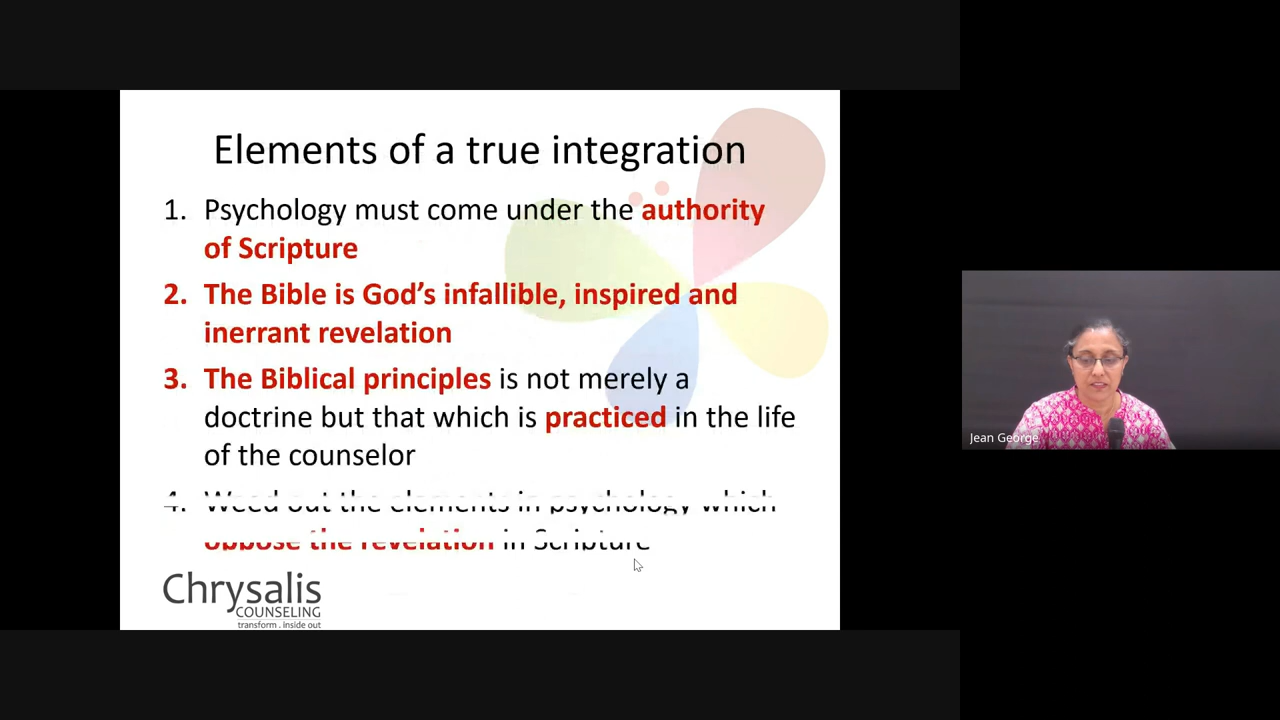 Elements of a true integration
1. Psychology must come under the authority
of Scripture
2. The Bible is God's infallible, inspired and
inerrant revelation
3. The Biblical principles is not merely a
doctrine but that which is practiced in the life
of the counselor
4. Weed out the elements in psychology which
oppose the revelation in Scripture
Chrysalis
COUNSELING
transform . inside out
Jean George